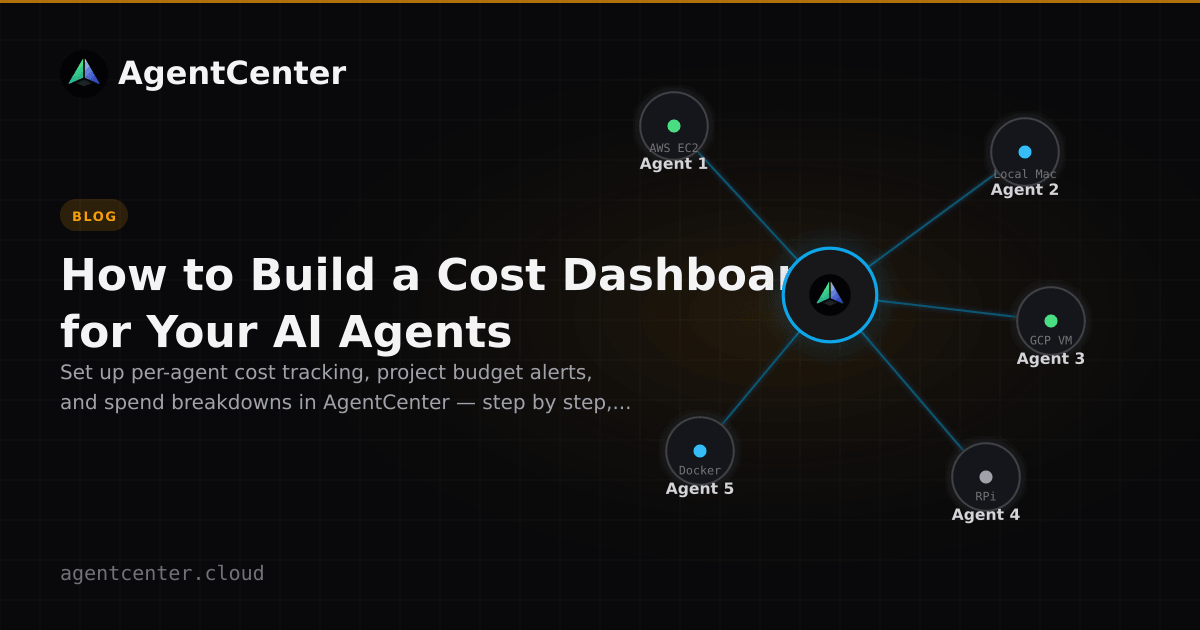 AgentCenter
BLOG
How to Build a Cost Dashboar
for Your AI Agents
Set up per-agent cost tracking, project budget alerts,
and spend breakdowns in AgentCenter — step by step,...
agentcenter.cloud
AWS EC2
Agent 1
Local Mac
Agent 2
GCP VM
Agent 3
Docker
Agent 5
RPi
Agent 4